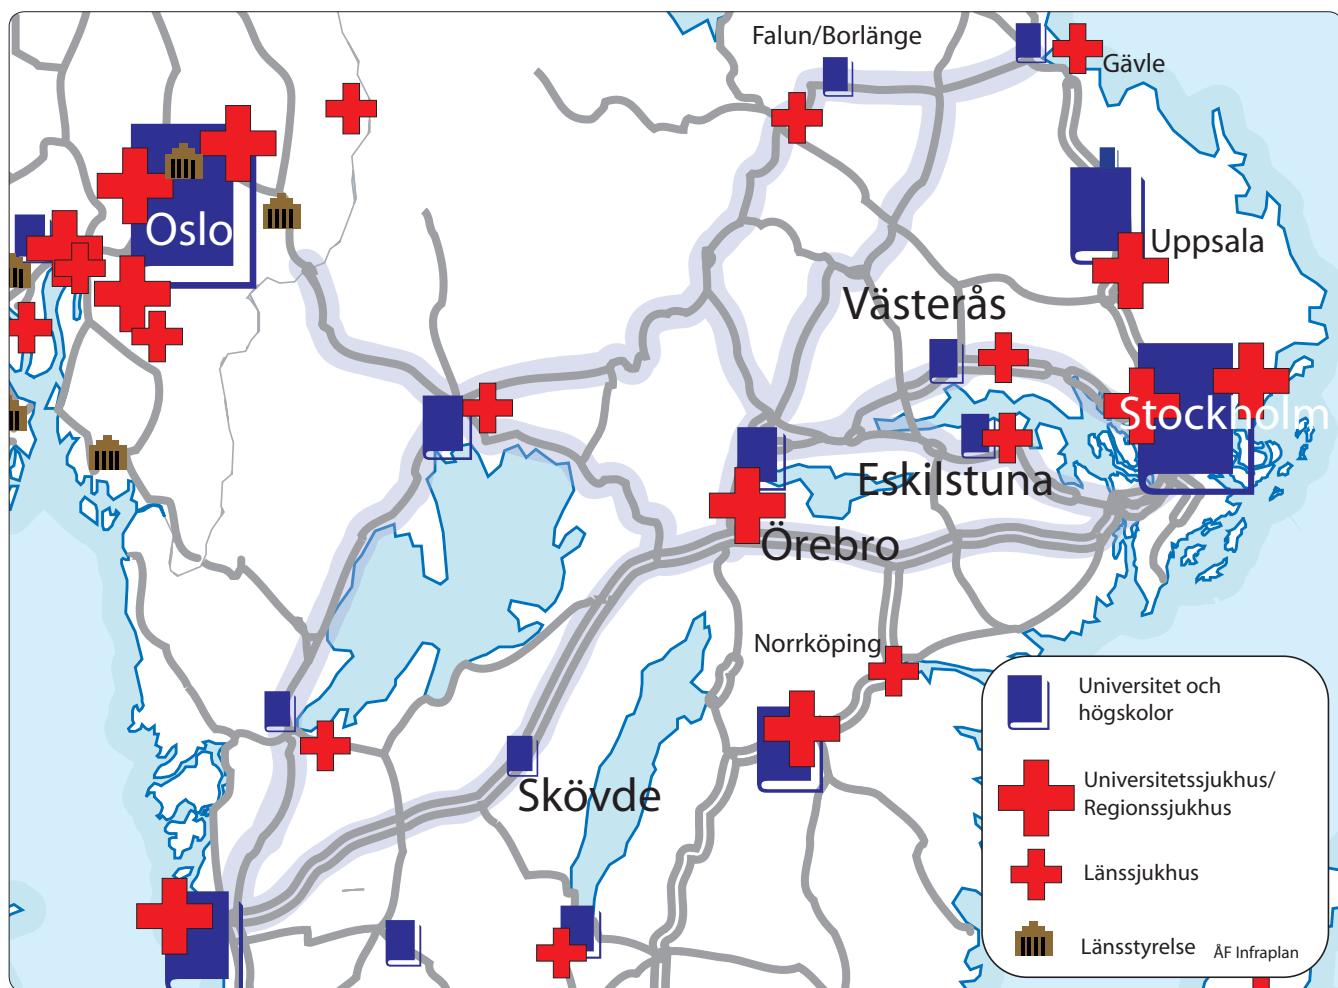 Falun/Borlänge
Gävle
Oslo
Uppsala
Västerås
Stockholm
Eskilstuna
Örebro
Norrköping
Skövde
Universitet och
högskolor
Universitetssjukhus/
Regionssjukhus
Länssjukhus
Länsstyrelse
ÅF Infraplan